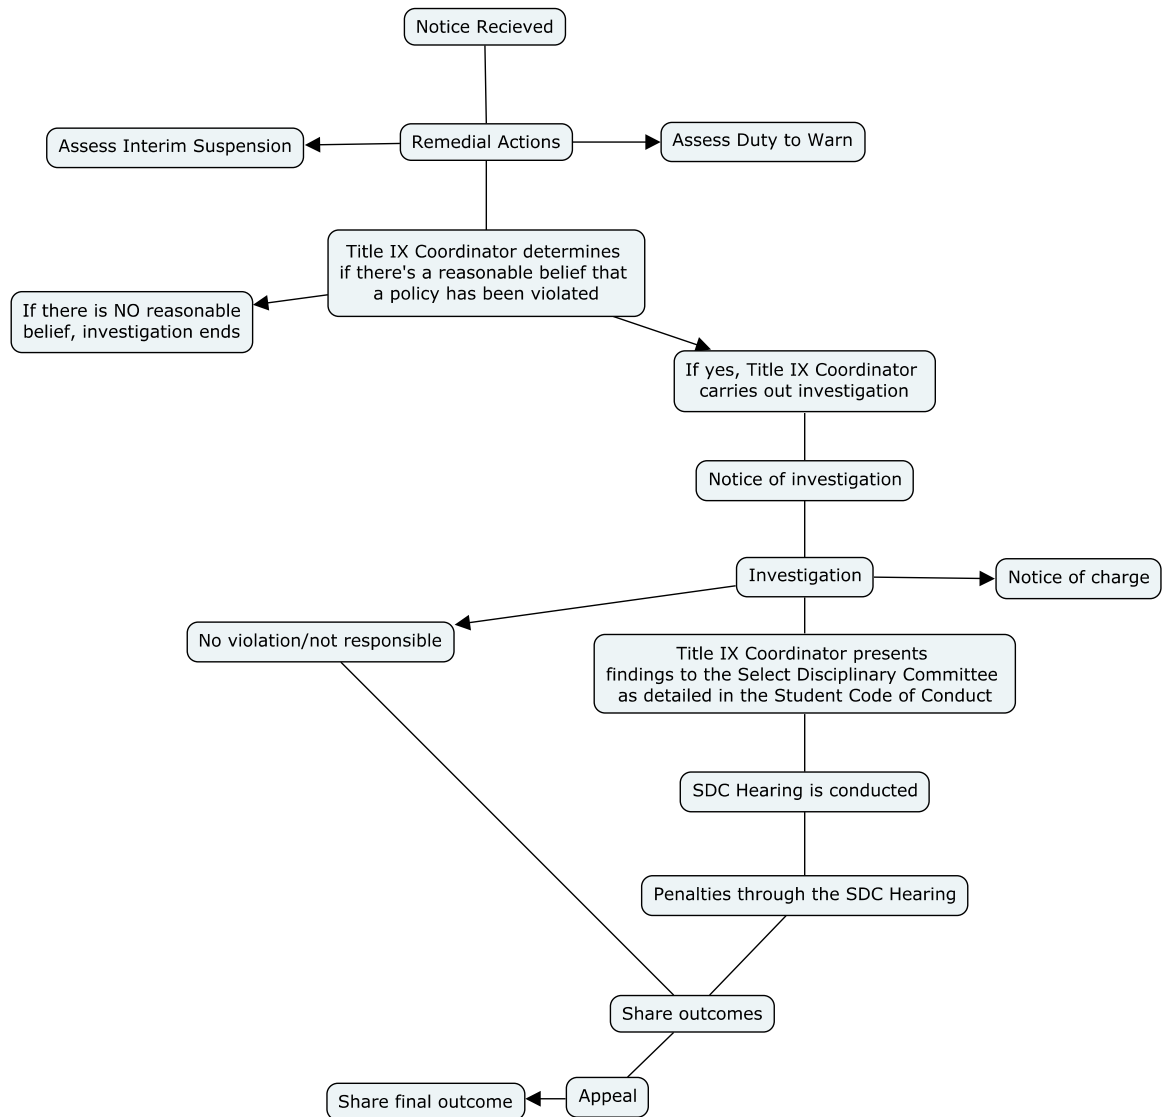 Notice Recieved
Assess Interim Suspension
Remedial Actions
Assess Duty to Warn
Title IX Coordinator determines
if there's a reasonable belief that
a policy has been violated
If there is NO reasonable
belief, investigation ends
If yes, Title IX Coordinator
carries out investigation
Notice of investigation
Investigation
Notice of charge
No violation/not responsible
Title IX Coordinator presents
findings to the Select Disciplinary Committee
as detailed in the Student Code of Conduct
SDC Hearing is conducted
Penalties through the SDC Hearing
Share outcomes
Appeal
Share final outcome